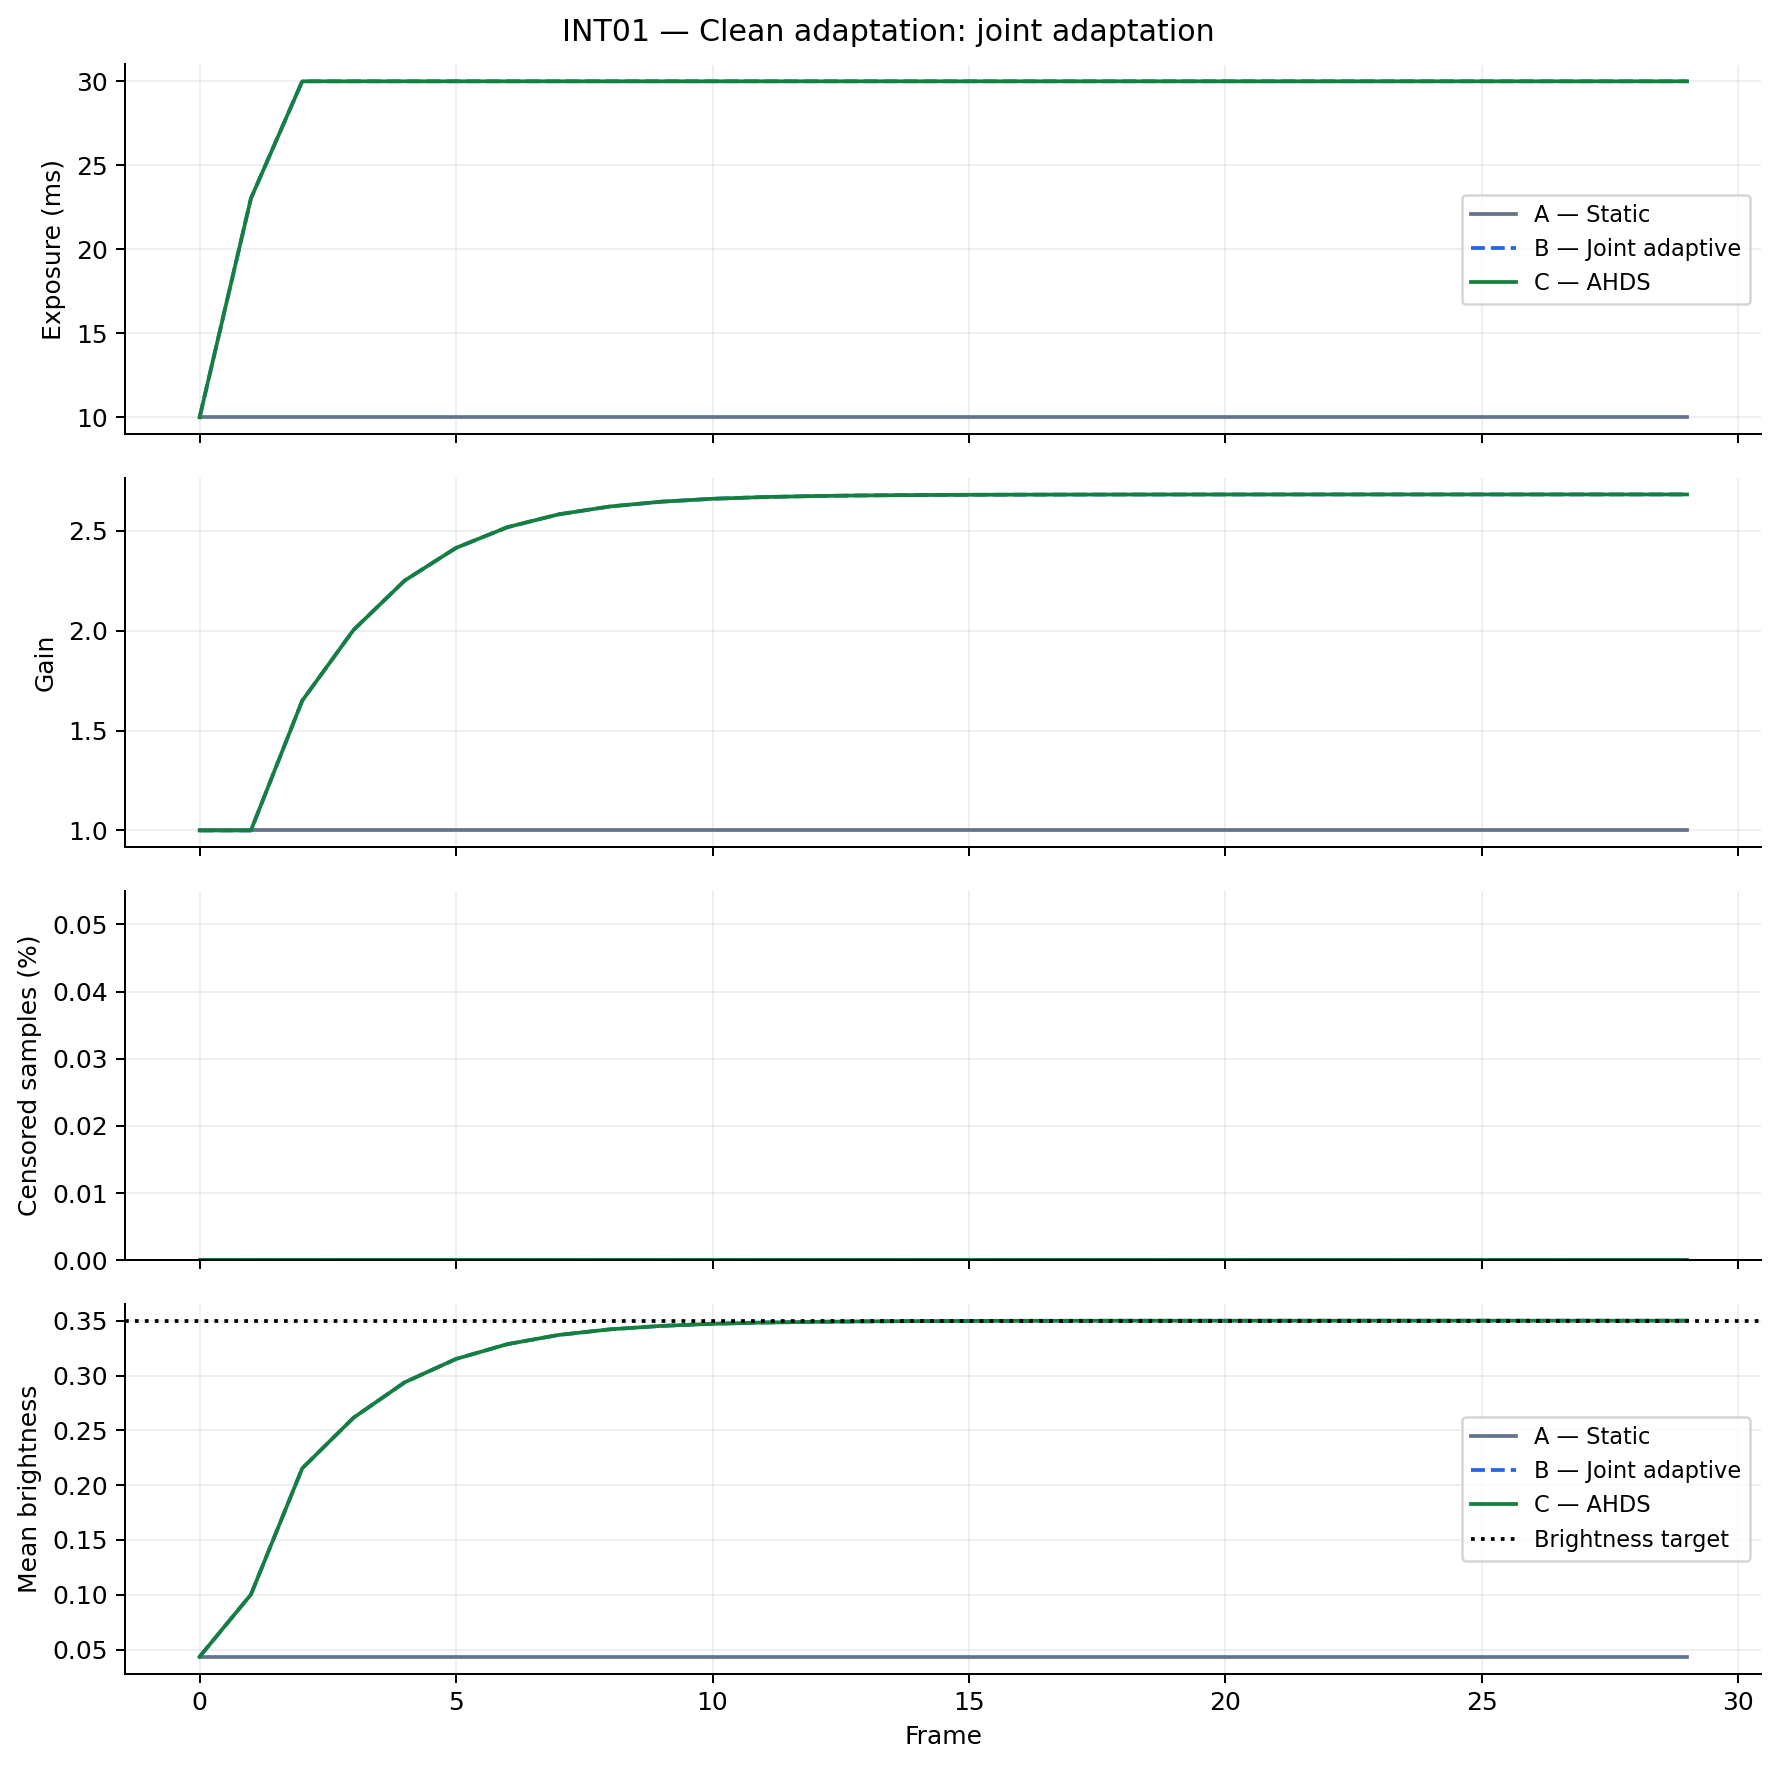 INT01 — Clean adaptation: joint adaptation
Exposure (ms)
30
25
20
15
10
A — Static
B — Joint adaptive
C — AHDS
Gain
2.5
2.0
1.5
1.0
Censored samples (%)
0.05
0.04
0.03
0.02
0.01
0.00
Mean brightness
0.35
0.30
0.25
0.20
0.15
0.10
0.05
A — Static
B — Joint adaptive
C — AHDS
Brightness target
0 5 10 15 20 25 30
Frame